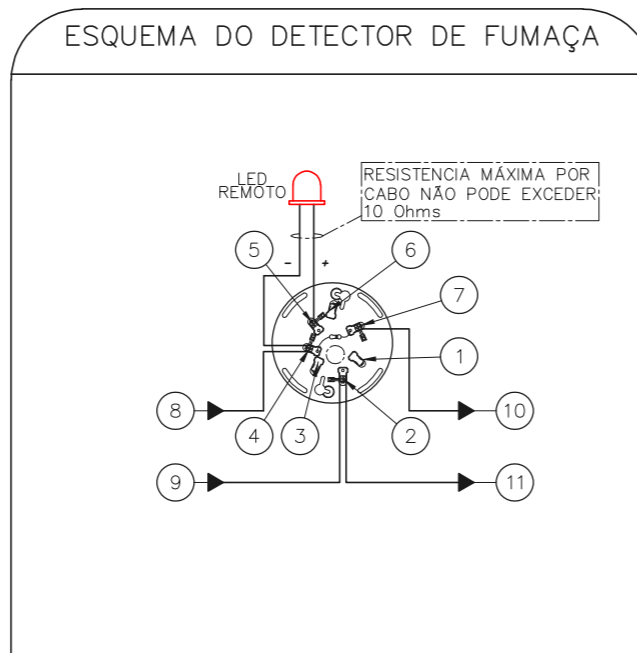 ESQUEMA DO DETECTOR DE FUMAÇA
LED
REMOTO
RESISTENCIA MÁXIMA POR
CABO NÃO PODE EXCEDER
10 Ohms
5
6
- +
7
1
8
4
3
2
10
9
11